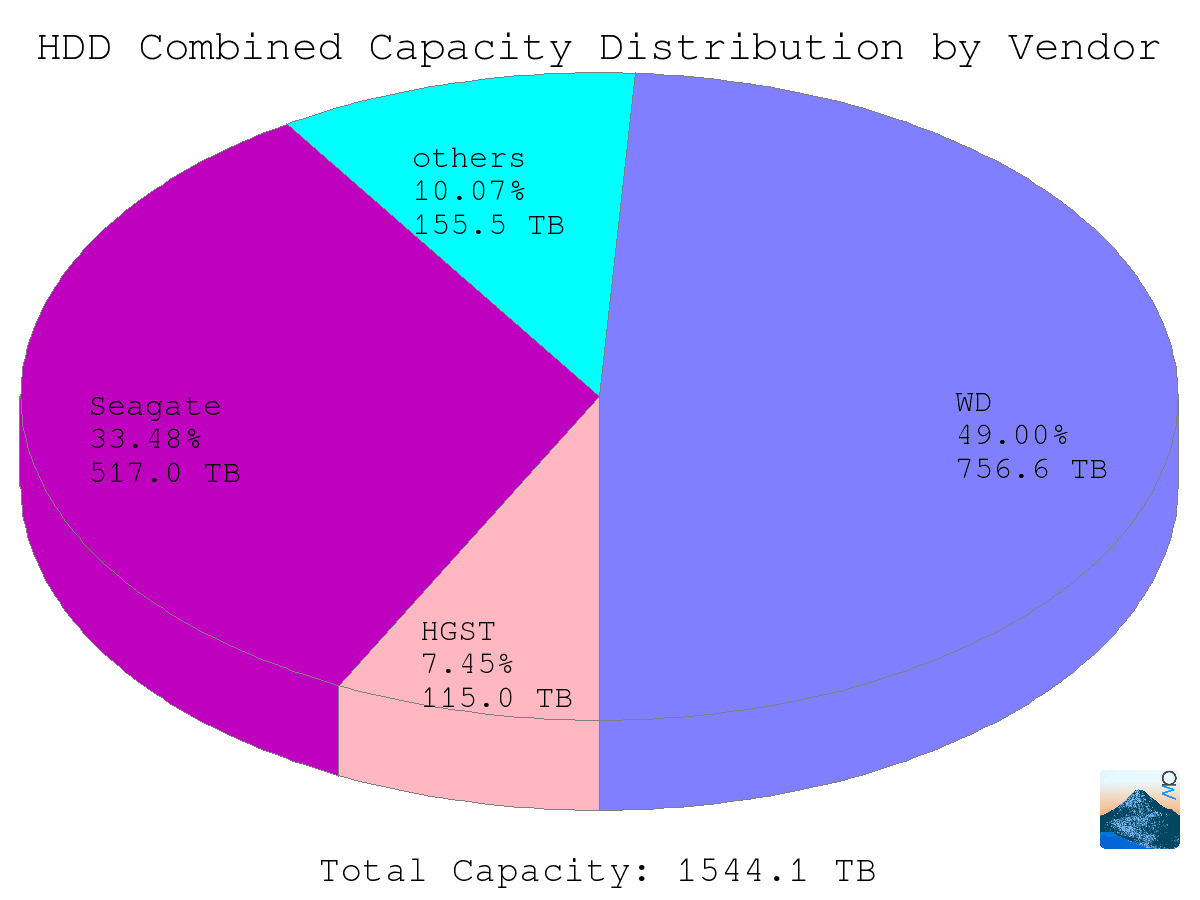 HDD Combined Capacity Distribution by Vendor
others
10.07%
155.5 TB
Seagate
33.48%
517.0 TB
WD
49.00%
756.6 TB
HGST
7.45%
115.0 TB
Total Capacity: 1544.1 TB